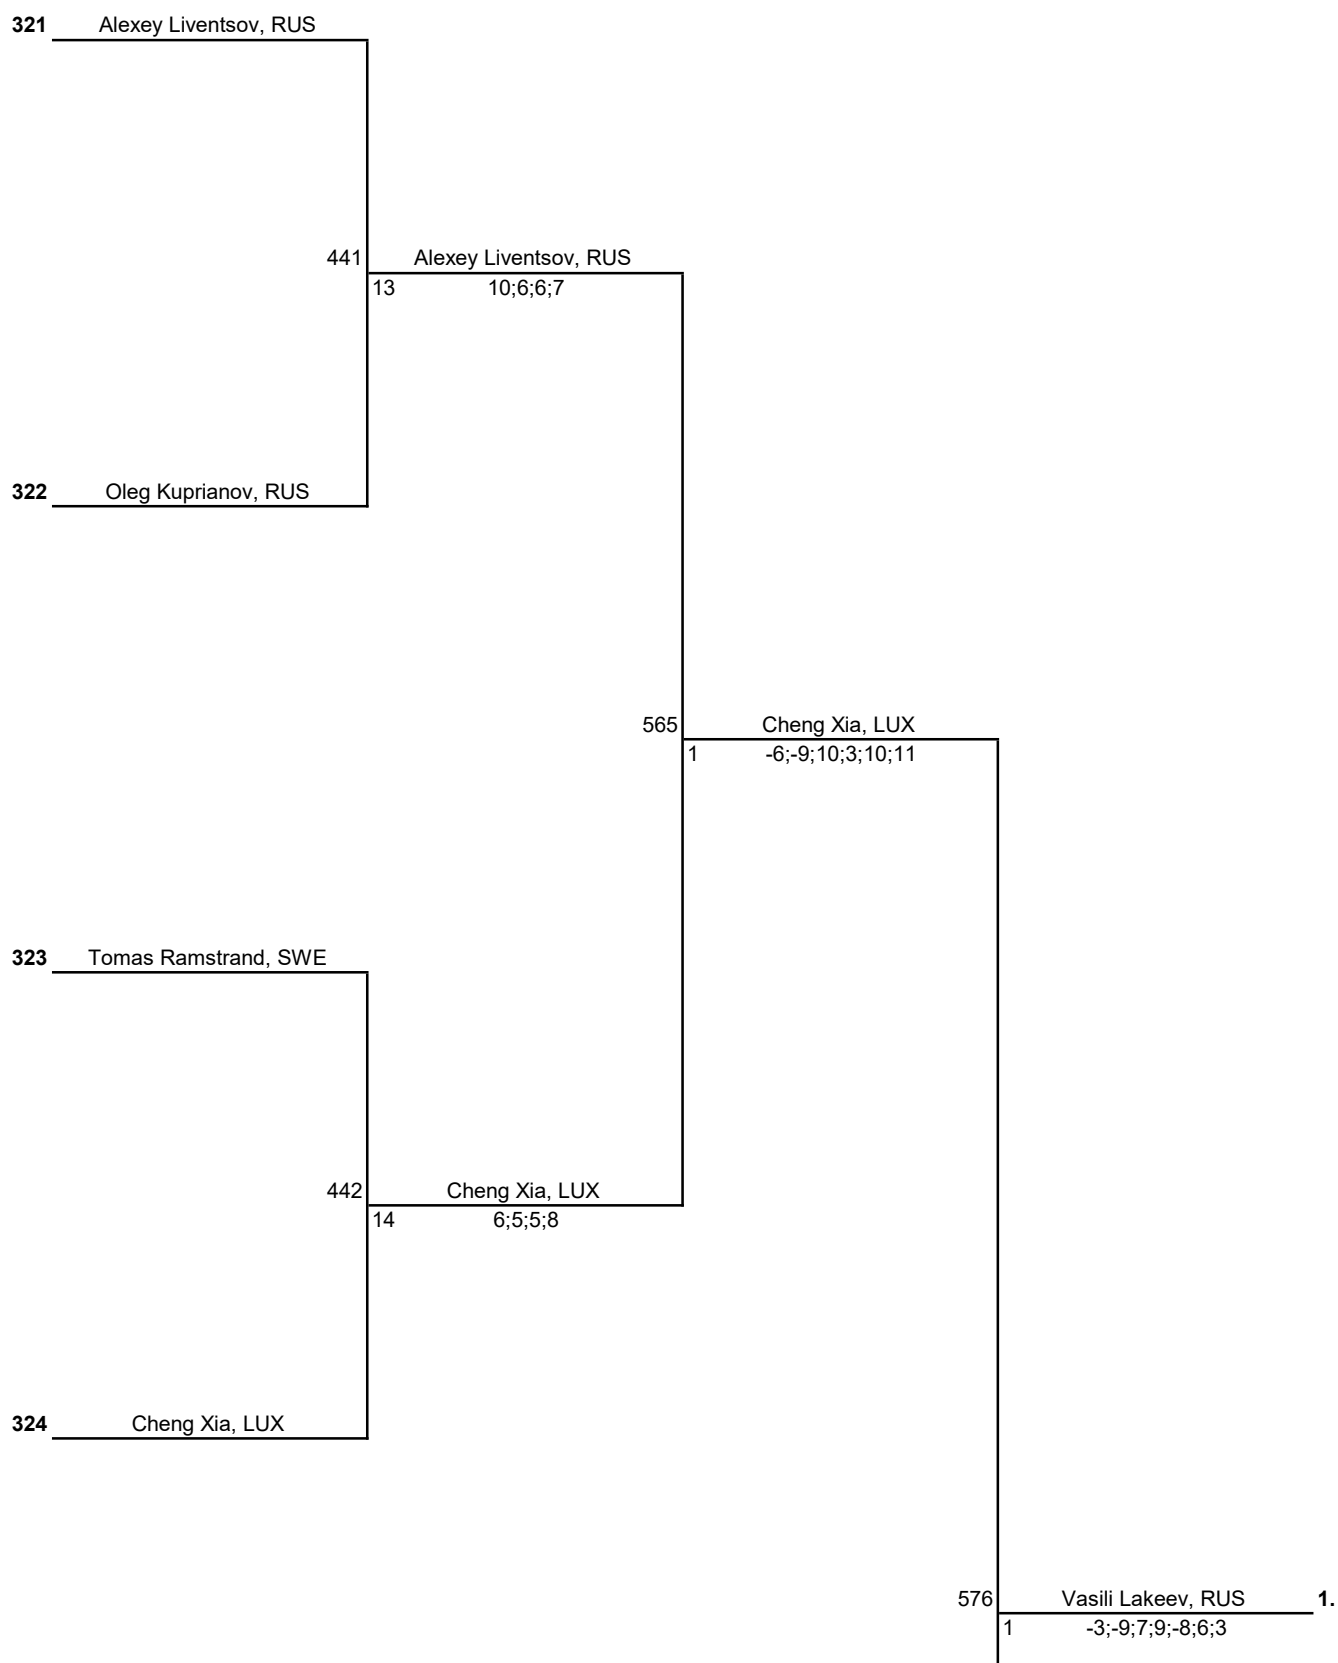 321 Alexey Liventsov, RUS
441 Alexey Liventsov, RUS
13 10;6;6;7
322 Oleg Kuprianov, RUS
565 Cheng Xia, LUX
1 -6;-9;10;3;10;11
323 Tomas Ramstrand, SWE
442 Cheng Xia, LUX
14 6;5;5;8
324 Cheng Xia, LUX
576 Vasili Lakeev, RUS 1.
1 -3;-9;7;9;-8;6;3